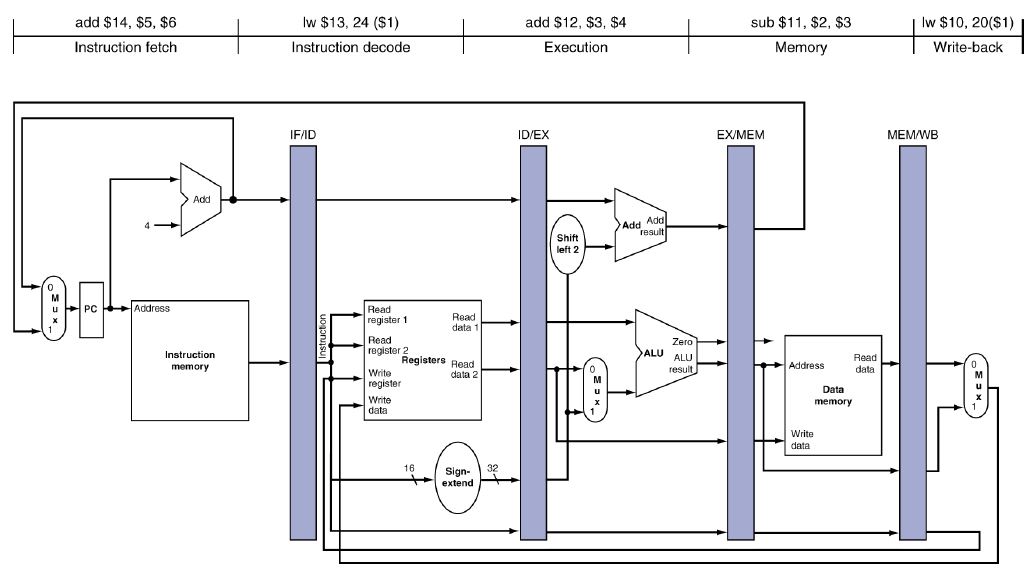 add $14, $5, $6
lw $13, 24 ($1)
add $12, $3, $4
sub $11, $2, $3
lw $10, 20($1)
Instruction fetch
Instruction decode
Execution
Memory
Write-back
IF/ID
ID/EX
EX/MEM
MEM/WB
Add
4
0
M
u
x
1
PC
Address
Instruction
memory
Instruction
Read
register 1
Read
register 2
Write
register
Write
data
Registers
Read
data 1
Read
data 2
16
Sign-
extend
32
Shift
left 2
Add
Add
result
0
M
u
x
1
ALU
Zero
ALU
result
Address
Write
data
Data
memory
Read
data
0
M
u
x
1